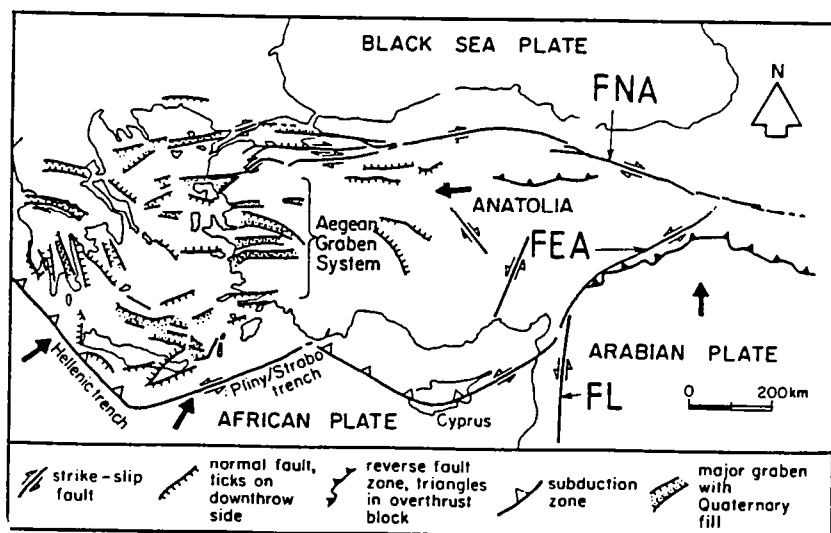 BLACK SEA PLATE
FNA
N
ANATOLIA
Aegean
Graben
System
FEA
Hellenic trench
Pliny/Strabo
trench
AFRICAN PLATE
Cyprus
ARABIAN PLATE
FL
0 200km
strike-slip
fault
normal fault,
ticks on
downthrow
side
reverse fault
zone, triangles
in overthrust
block
subduction
zone
major graben
with
Quaternary
fill